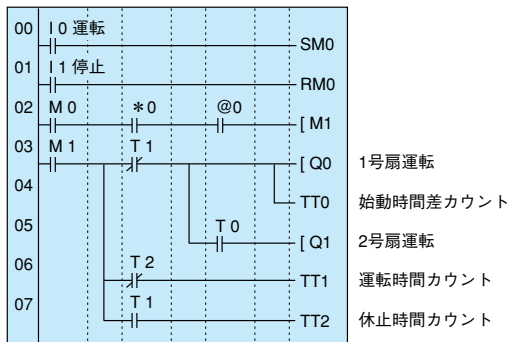 00 I 0 運転
SM0
01 I 1 停止
RM0
02 M 0 ＊0 @0
[ M1
03 M 1 T 1
[ Q0 1号扇運転
04
TT0 始動時間差カウント
05 T 0
[ Q1 2号扇運転
06 T 2
TT1 運転時間カウント
07 T 1
TT2 休止時間カウント